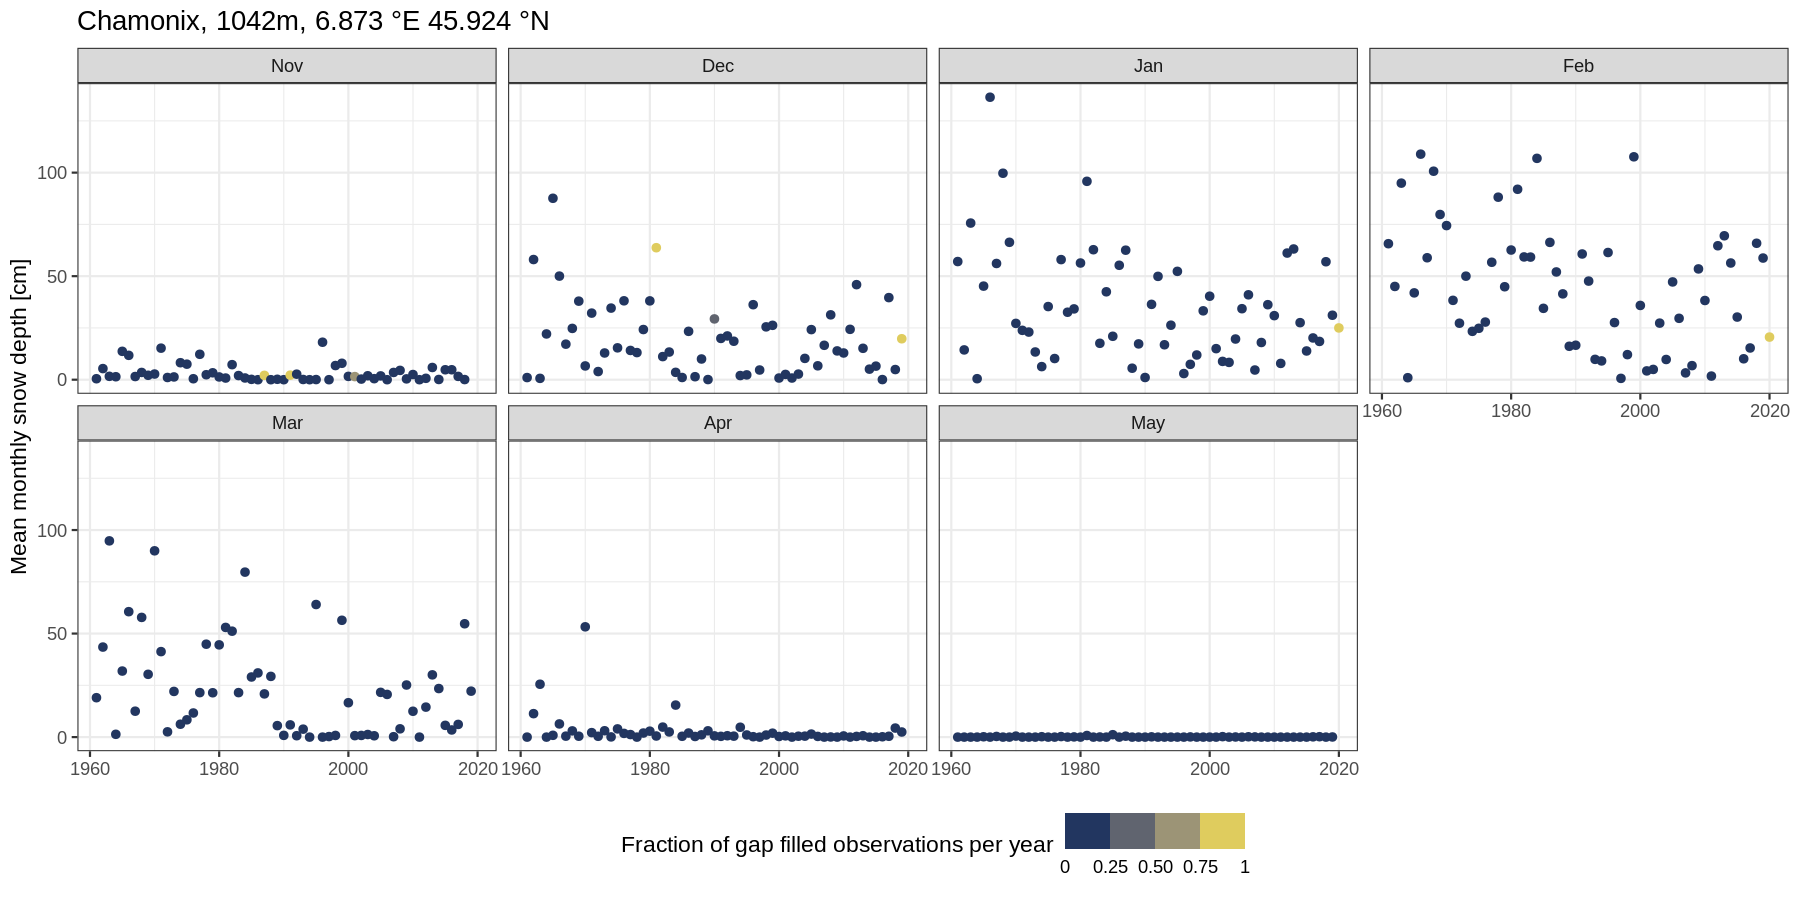 Chamonix, 1042m, 6.873 °E 45.924 °N
Nov
Dec
Jan
Feb
100
50
0
1960
1980
2000
2020
Mean monthly snow depth [cm]
Mar
Apr
May
100
50
0
1960
1980
2000
2020
1960
1980
2000
2020
1960
1980
2000
2020
Fraction of gap filled observations per year
0
0.25
0.50
0.75
1